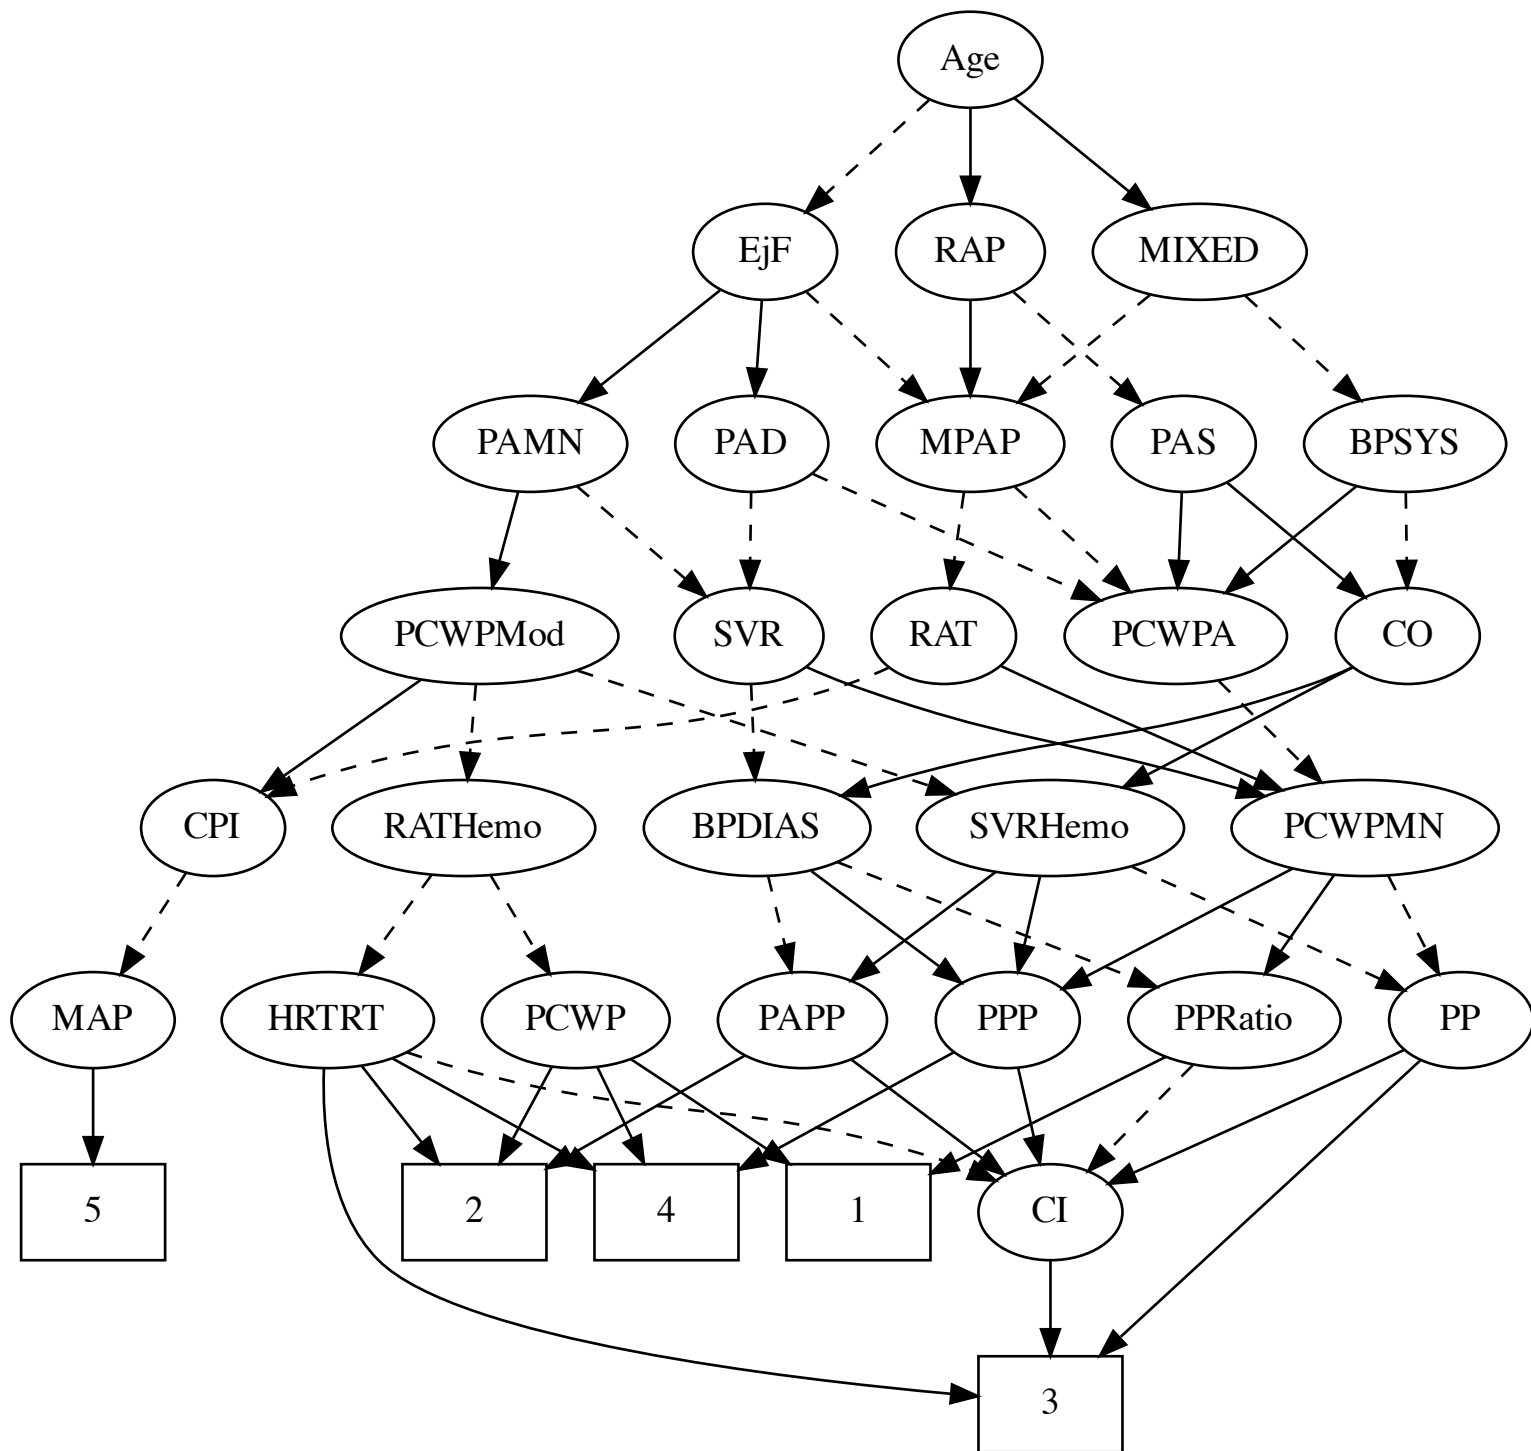 Age
EjF RAP MIXED
PAMN PAD MPAP PAS BPSYS
PCWPMod SVR RAT PCWPA CO
CPI RATHemo BPDIAS SVRHemo PCWPMN
MAP HRTRT PCWP PAPP PPP PPRatio PP
5 2 4 1 CI
3